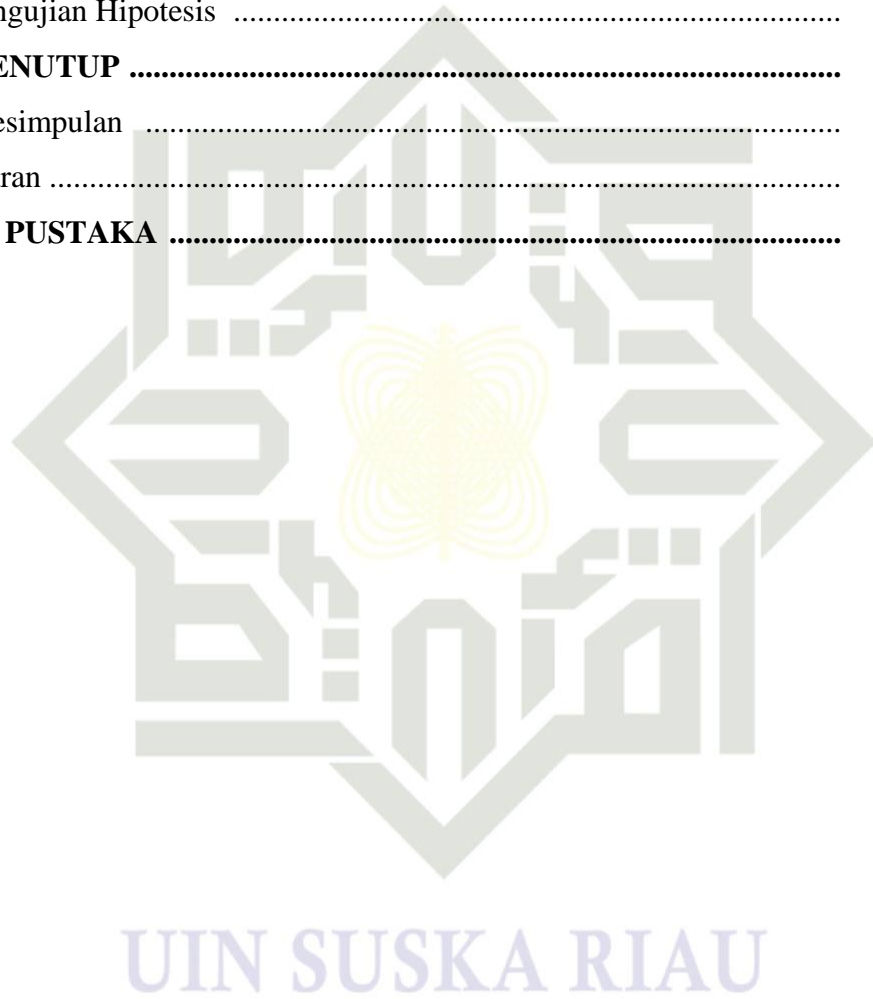 ngujian Hipotesis ............................................................................
ENUTUP ..........................................................................................
esimpulan ........................................................................................
ran ....................................................................................................
PUSTAKA .....................................................................................
UIN SUSKA RIAU